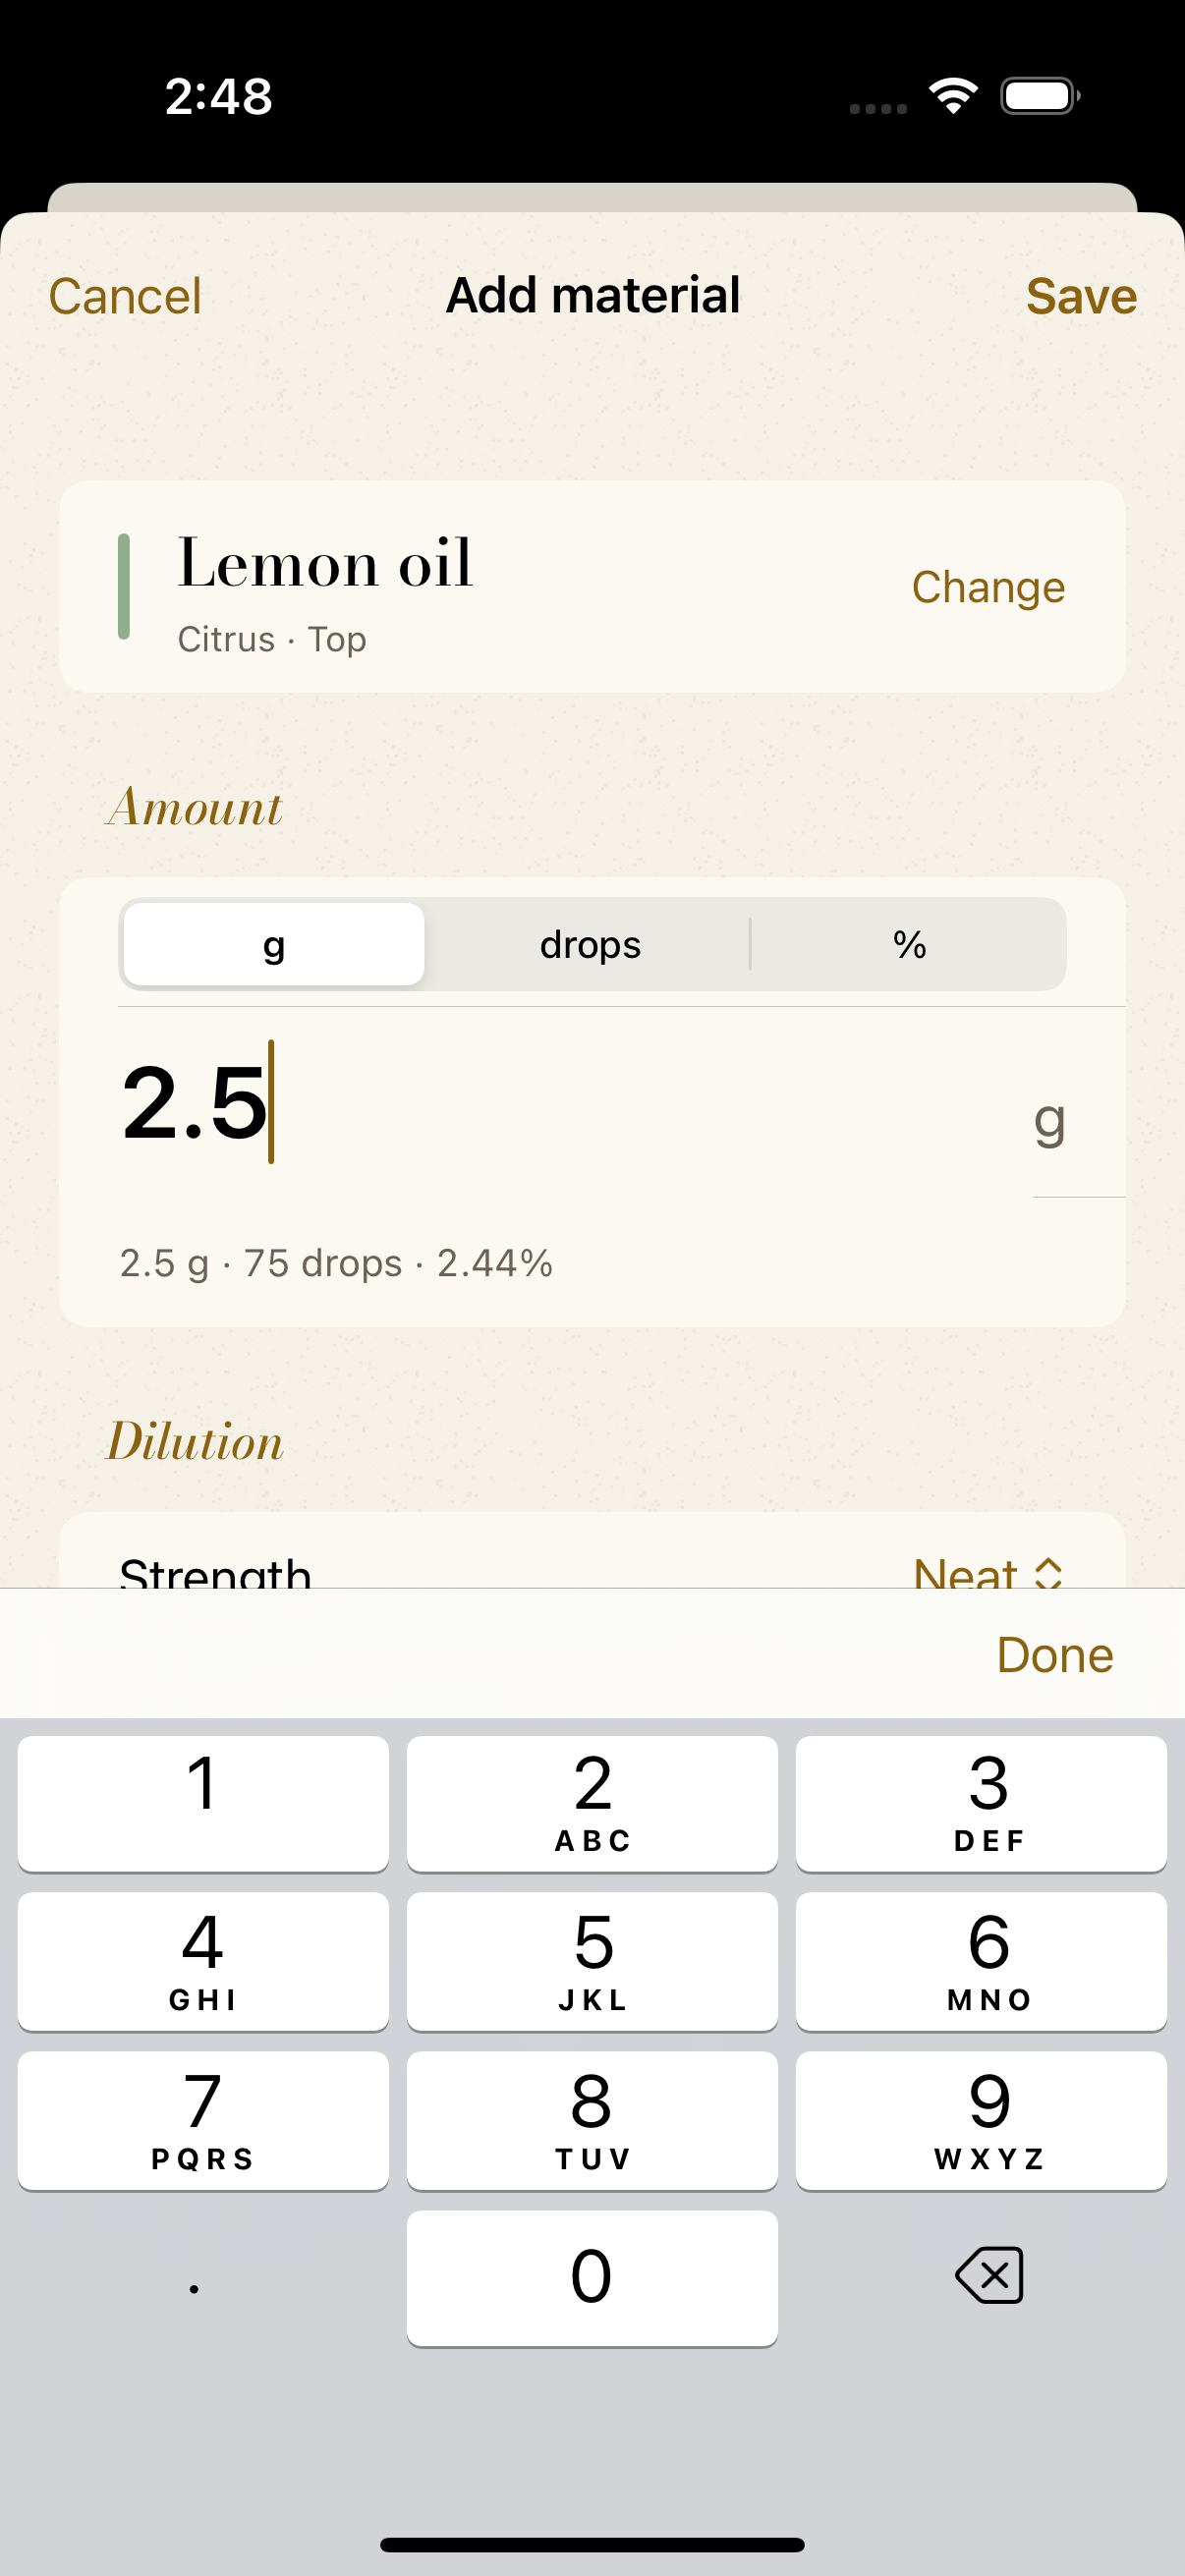 2:48
Cancel Add material Save
Lemon oil
Citrus · Top
Change
Amount
g drops %
2.5 g
2.5 g · 75 drops · 2.44%
Dilution
Strength Neat
Done
1 2 3
ABC DEF
4 5 6
GHI JKL MNO
7 8 9
PQRS TUV WXYZ
. 0